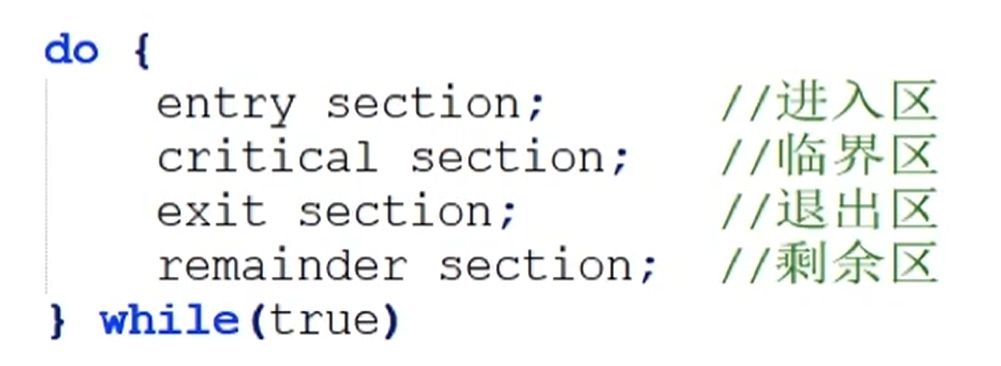 do {
entry section; //进入区
critical section; //临界区
exit section; //退出区
remainder section; //剩余区
} while(true)